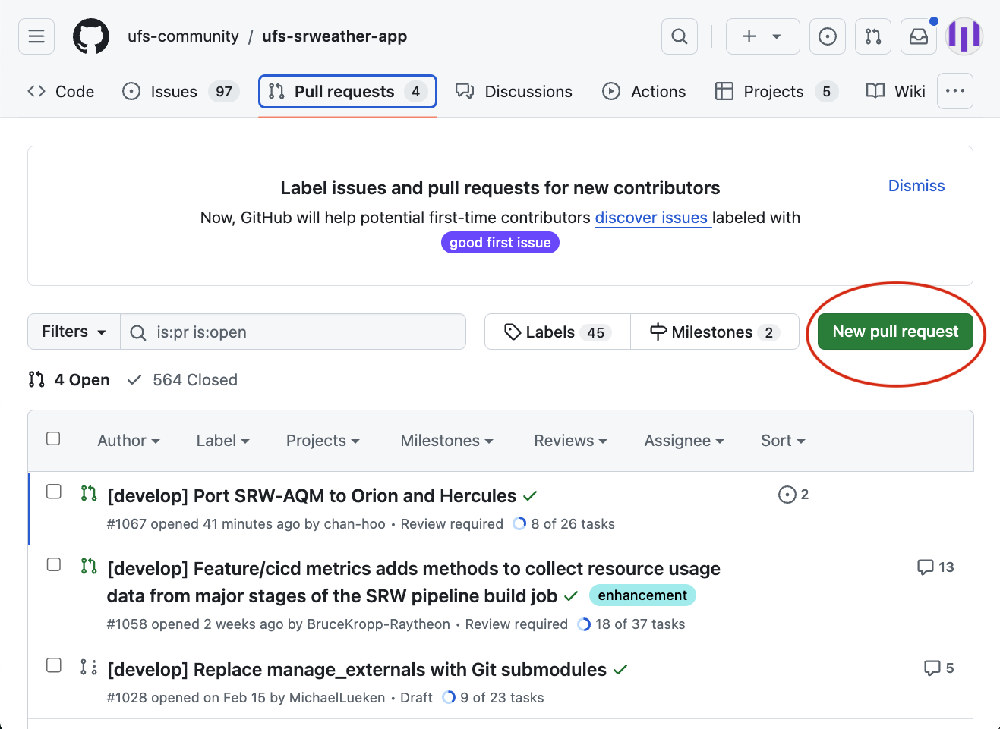 ufs-community / ufs-srweather-app
Code Issues 97 Pull requests 4 Discussions Actions Projects 5 Wiki
Label issues and pull requests for new contributors
Dismiss
Now, GitHub will help potential first-time contributors discover issues labeled with
good first issue
Filters is:pr is:open Labels 45 Milestones 2 New pull request
4 Open 564 Closed
Author Label Projects Milestones Reviews Assignee Sort
[develop] Port SRW-AQM to Orion and Hercules 2
#1067 opened 41 minutes ago by chan-hoo • Review required 8 of 26 tasks
[develop] Feature/cicd metrics adds methods to collect resource usage 13
data from major stages of the SRW pipeline build job enhancement
#1058 opened 2 weeks ago by BruceKropp-Raytheon • Review required 18 of 37 tasks
[develop] Replace manage_externals with Git submodules 5
#1028 opened on Feb 15 by MichaelLueken • Draft 9 of 23 tasks